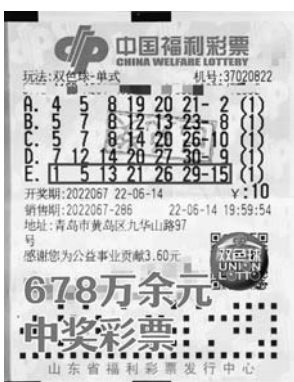 中国福利彩票
CHINA WELFARE LOTTERY
玩法:双色球-单式 机号:37020822
A. 4 5 8 19 20 21- 2 (1)
B. 5 7 8 12 13 23- 8 (1)
C. 5 7 8 14 20 26-10 (1)
D. 7 12 14 20 27 30- 9 (1)
E. 1 5 13 21 26 29-15 (1)
开奖期:2022067 22-06-14 ¥:10
销售期:2022067-286 22-06-14 19:59:54
地址:青岛市黄岛区九华山路97
号
感谢您为公益事业贡献3.60元
双色球
UNION
LOTTO
678万余元
中奖彩票
山东省福利彩票发行中心